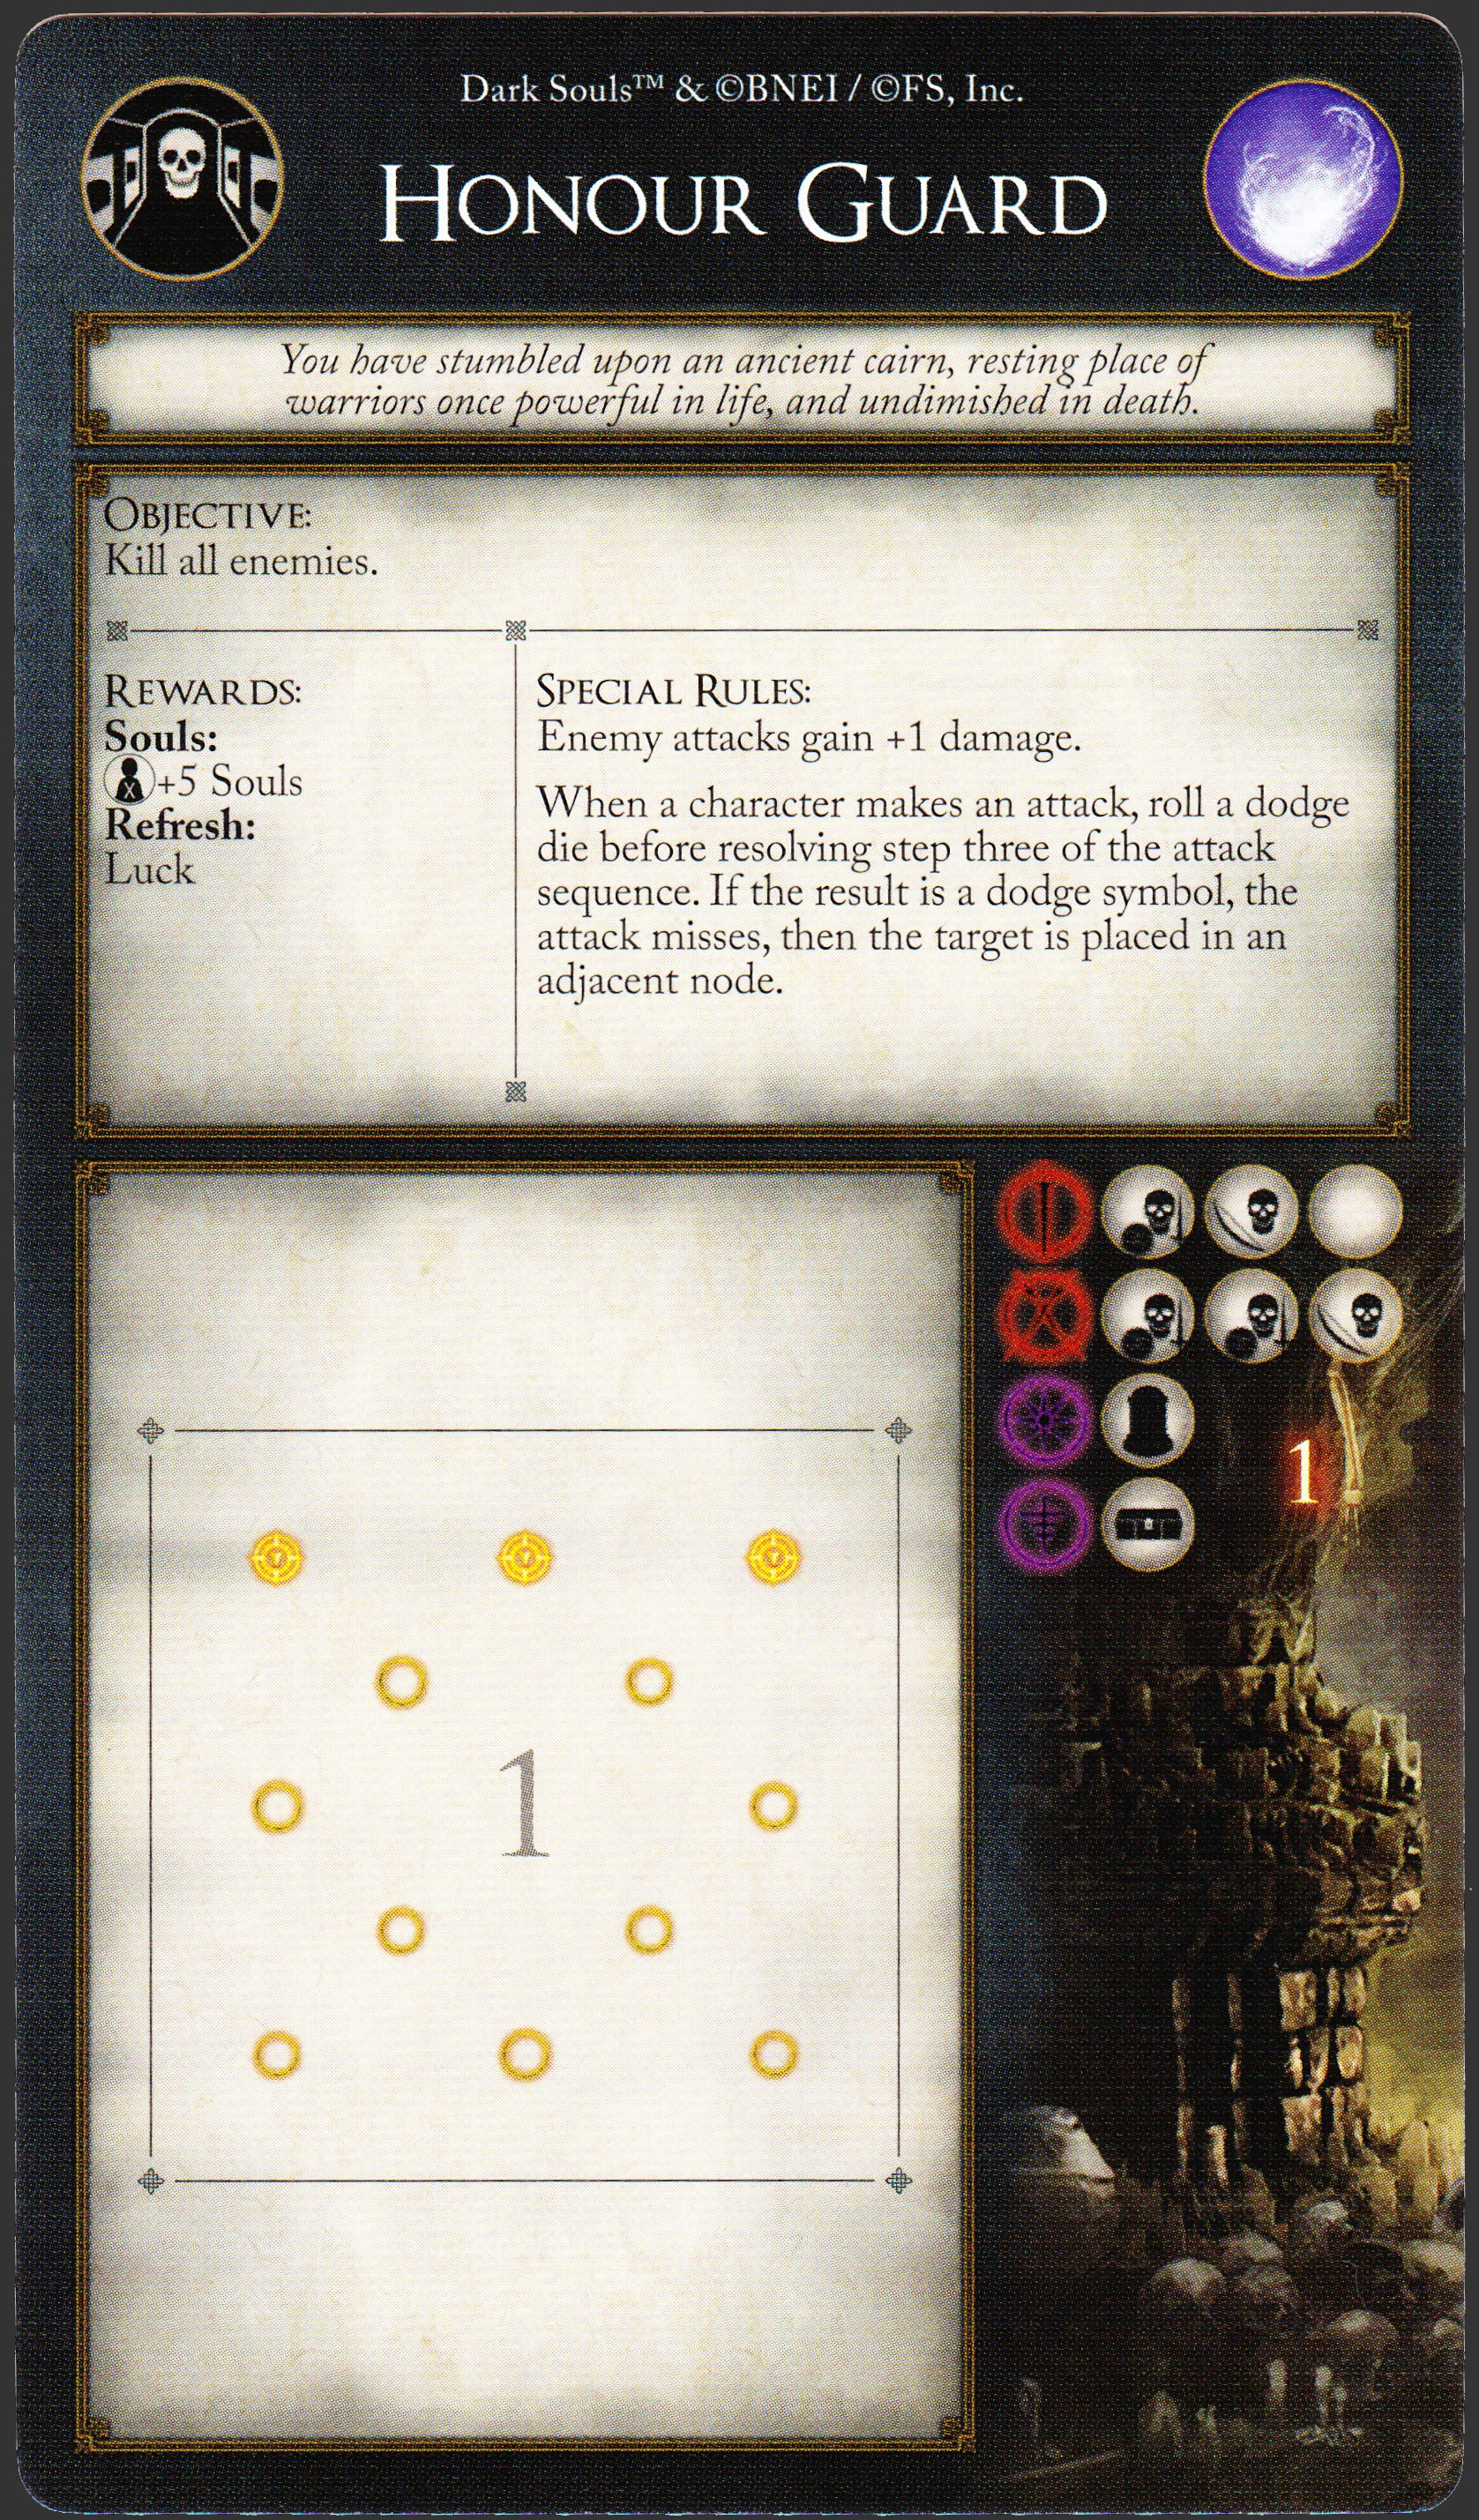 Dark Souls™ & ©BNEI / ©FS, Inc.
Honour Guard
You have stumbled upon an ancient cairn, resting place of
warriors once powerful in life, and undimished in death.
Objective:
Kill all enemies.
Rewards:
Souls:
+5 Souls
Refresh:
Luck
Special Rules:
Enemy attacks gain +1 damage.
When a character makes an attack, roll a dodge
die before resolving step three of the attack
sequence. If the result is a dodge symbol, the
attack misses, then the target is placed in an
adjacent node.
1
1